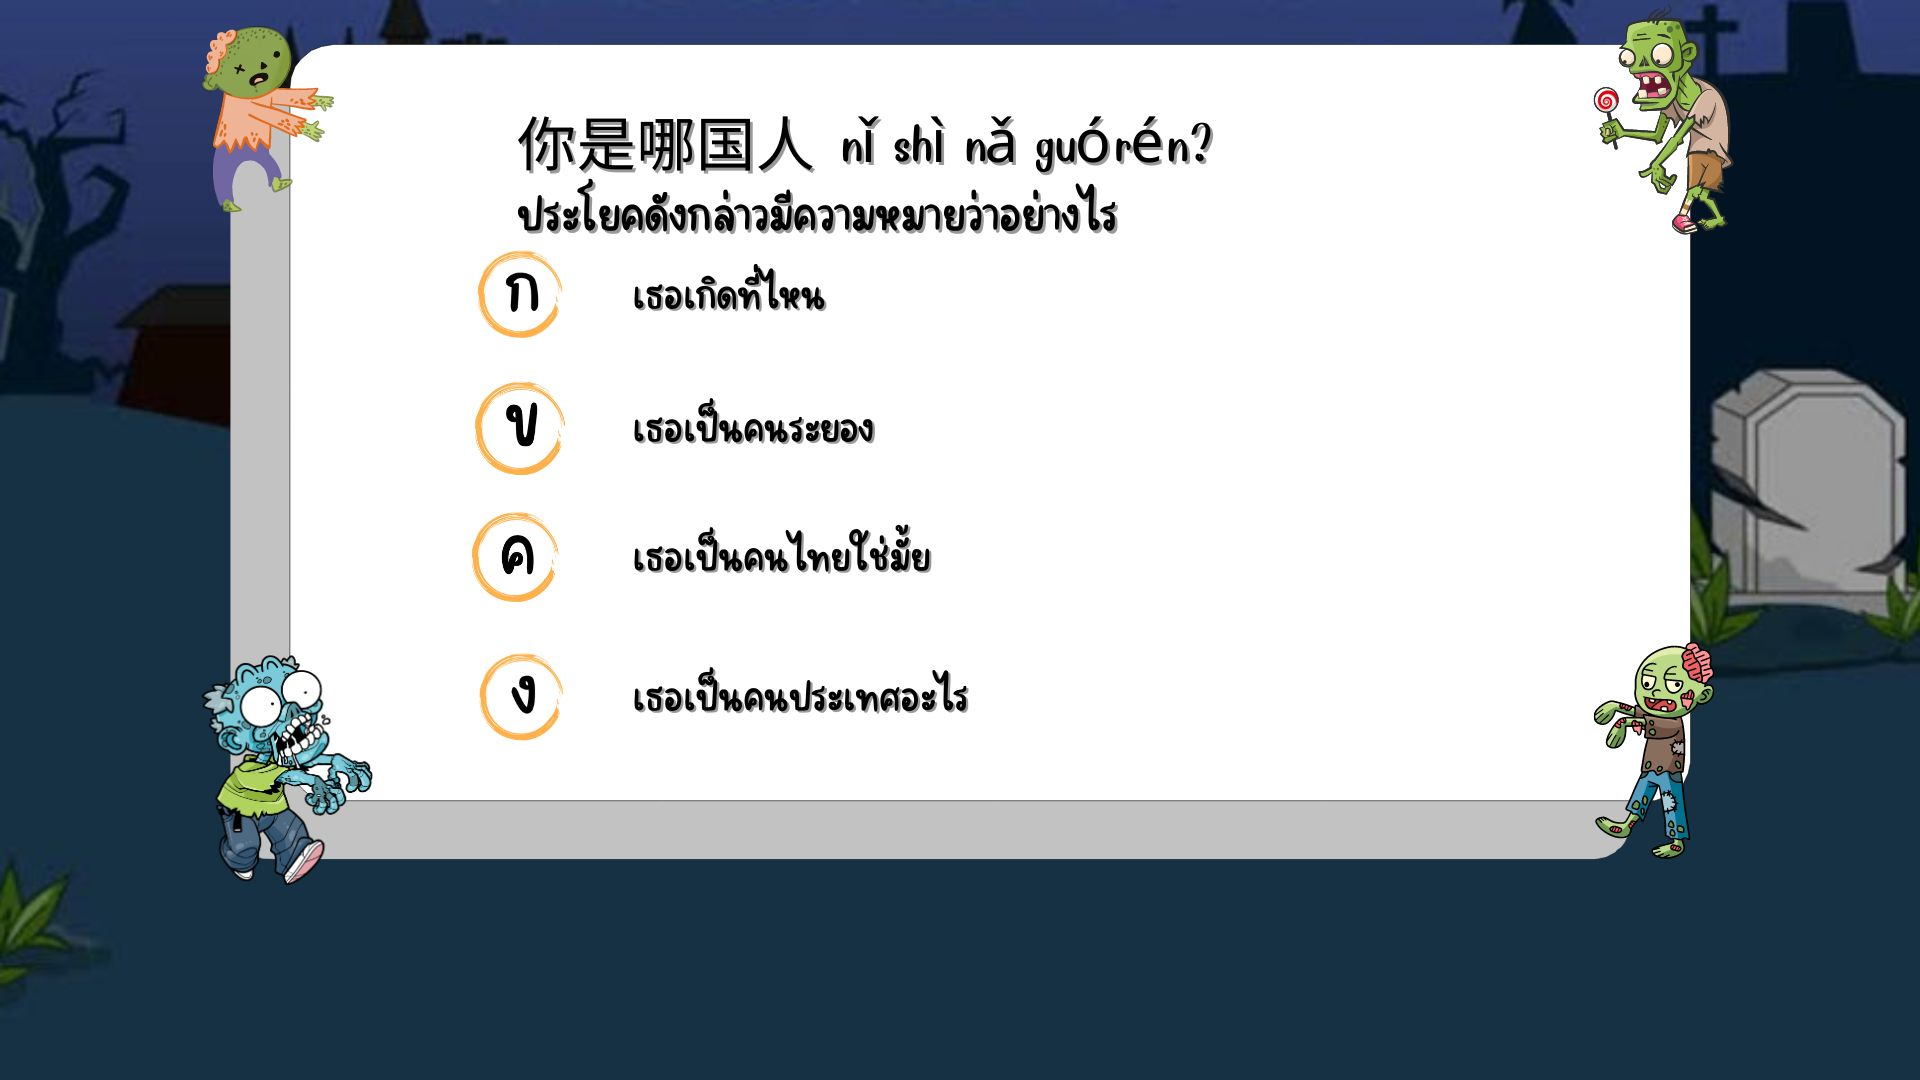 你是哪国人 nǐ shì nǎ guórén?
ประโยคดังกล่าวมีความหมายว่าอย่างไร
ก เธอเกิดที่ไหน
ข เธอเป็นคนระยอง
ค เธอเป็นคนไทยใช่มั้ย
ง เธอเป็นคนประเทศอะไร